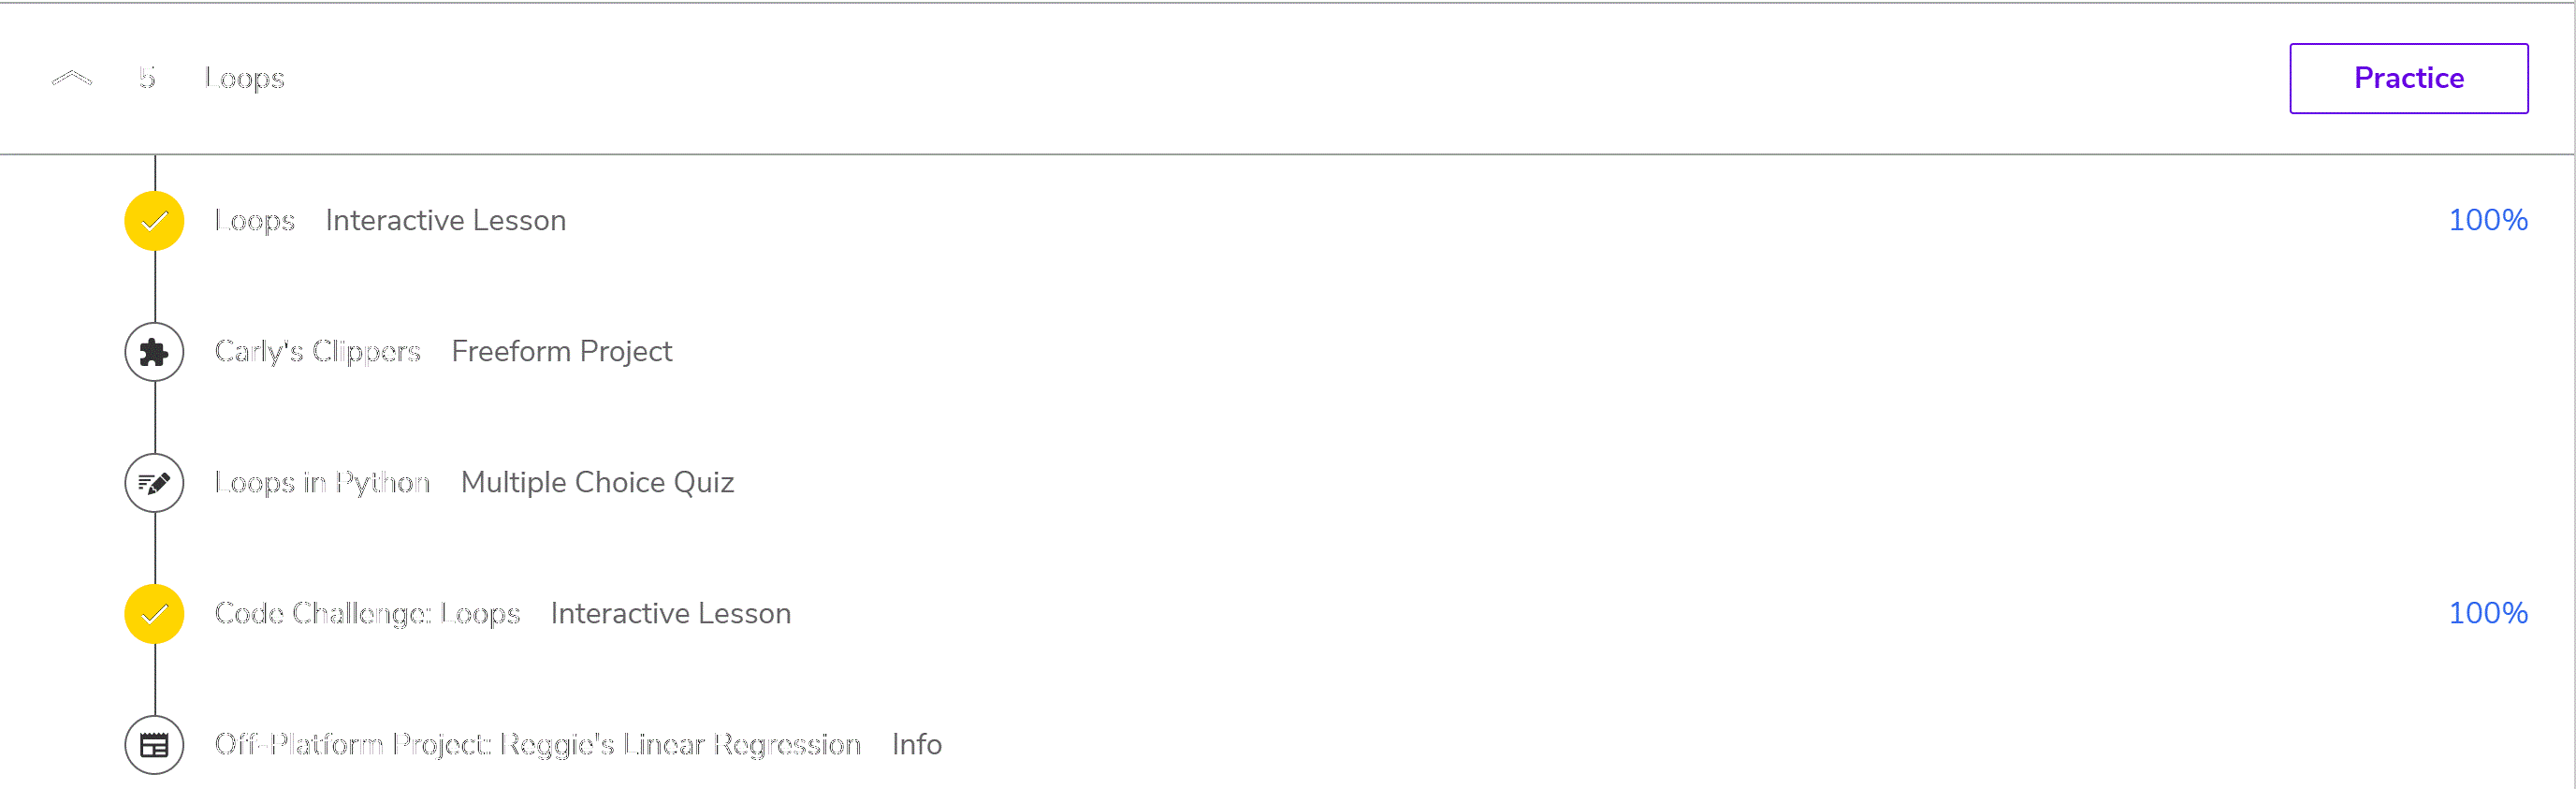 5 Loops Practice
Loops Interactive Lesson 100%
Carly's Clippers Freeform Project
Loops in Python Multiple Choice Quiz
Code Challenge: Loops Interactive Lesson 100%
Off-Platform Project: Reggie's Linear Regression Info